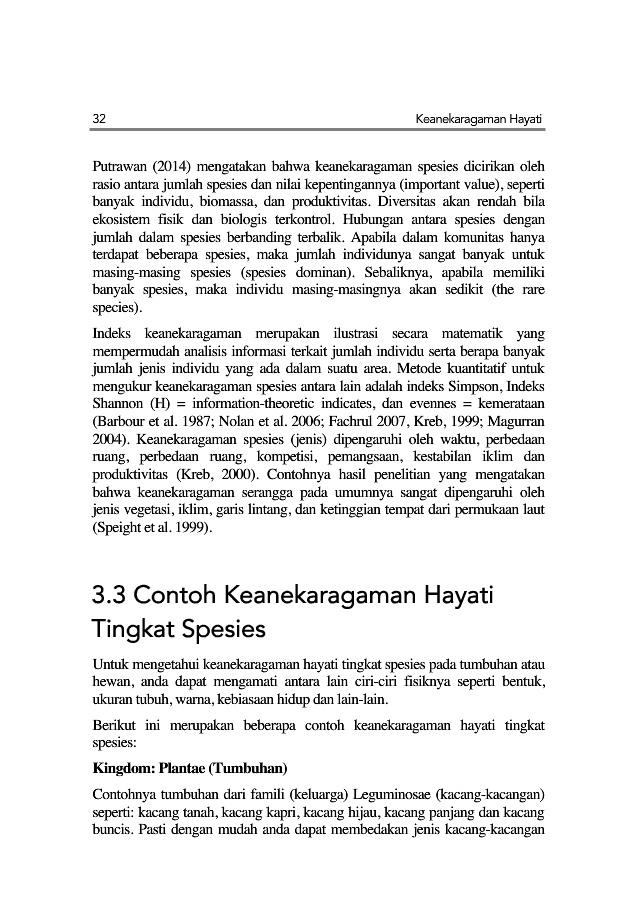 32
Keanekaragaman Hayati
Putrawan (2014) mengatakan bahwa keanekaragaman spesies dicirikan oleh
rasio antara jumlah spesies dan nilai kepentingannya (important value), seperti
banyak individu, biomassa, dan produktivitas. Diversitas akan rendah bila
ekosistem fisik dan biologis terkontrol. Hubungan antara spesies dengan
jumlah dalam spesies berbanding terbalik. Apabila dalam komunitas hanya
terdapat beberapa spesies, maka jumlah individunya sangat banyak untuk
masing-masing spesies (spesies dominan). Sebaliknya, apabila memiliki
banyak spesies, maka individu masing-masingnya akan sedikit (the rare
species).
Indeks keanekaragaman merupakan ilustrasi secara matematik yang
mempermudah analisis informasi terkait jumlah individu serta berapa banyak
jumlah jenis individu yang ada dalam suatu area. Metode kuantitatif untuk
mengukur keanekaragaman spesies antara lain adalah indeks Simpson, Indeks
Shannon (H) = information-theoretic indicates, dan evennes = kemerataan
(Barbour et al. 1987; Nolan et al. 2006; Fachrul 2007, Kreb, 1999; Magurran
2004). Keanekaragaman spesies (jenis) dipengaruhi oleh waktu, perbedaan
ruang, perbedaan ruang, kompetisi, pemangsaan, kestabilan iklim dan
produktivitas (Kreb, 2000). Contohnya hasil penelitian yang mengatakan
bahwa keanekaragaman serangga pada umumnya sangat dipengaruhi oleh
jenis vegetasi, iklim, garis lintang, dan ketinggian tempat dari permukaan laut
(Speight et al. 1999).
3.3 Contoh Keanekaragaman Hayati
Tingkat Spesies
Untuk mengetahui keanekaragaman hayati tingkat spesies pada tumbuhan atau
hewan, anda dapat mengamati antara lain ciri-ciri fisiknya seperti bentuk,
ukuran tubuh, warna, kebiasaan hidup dan lain-lain.
Berikut ini merupakan beberapa contoh keanekaragaman hayati tingkat
spesies:
Kingdom: Plantae (Tumbuhan)
Contohnya tumbuhan dari famili (keluarga) Leguminosae (kacang-kacangan)
seperti: kacang tanah, kacang kapri, kacang hijau, kacang panjang dan kacang
buncis. Pasti dengan mudah anda dapat membedakan jenis kacang-kacangan